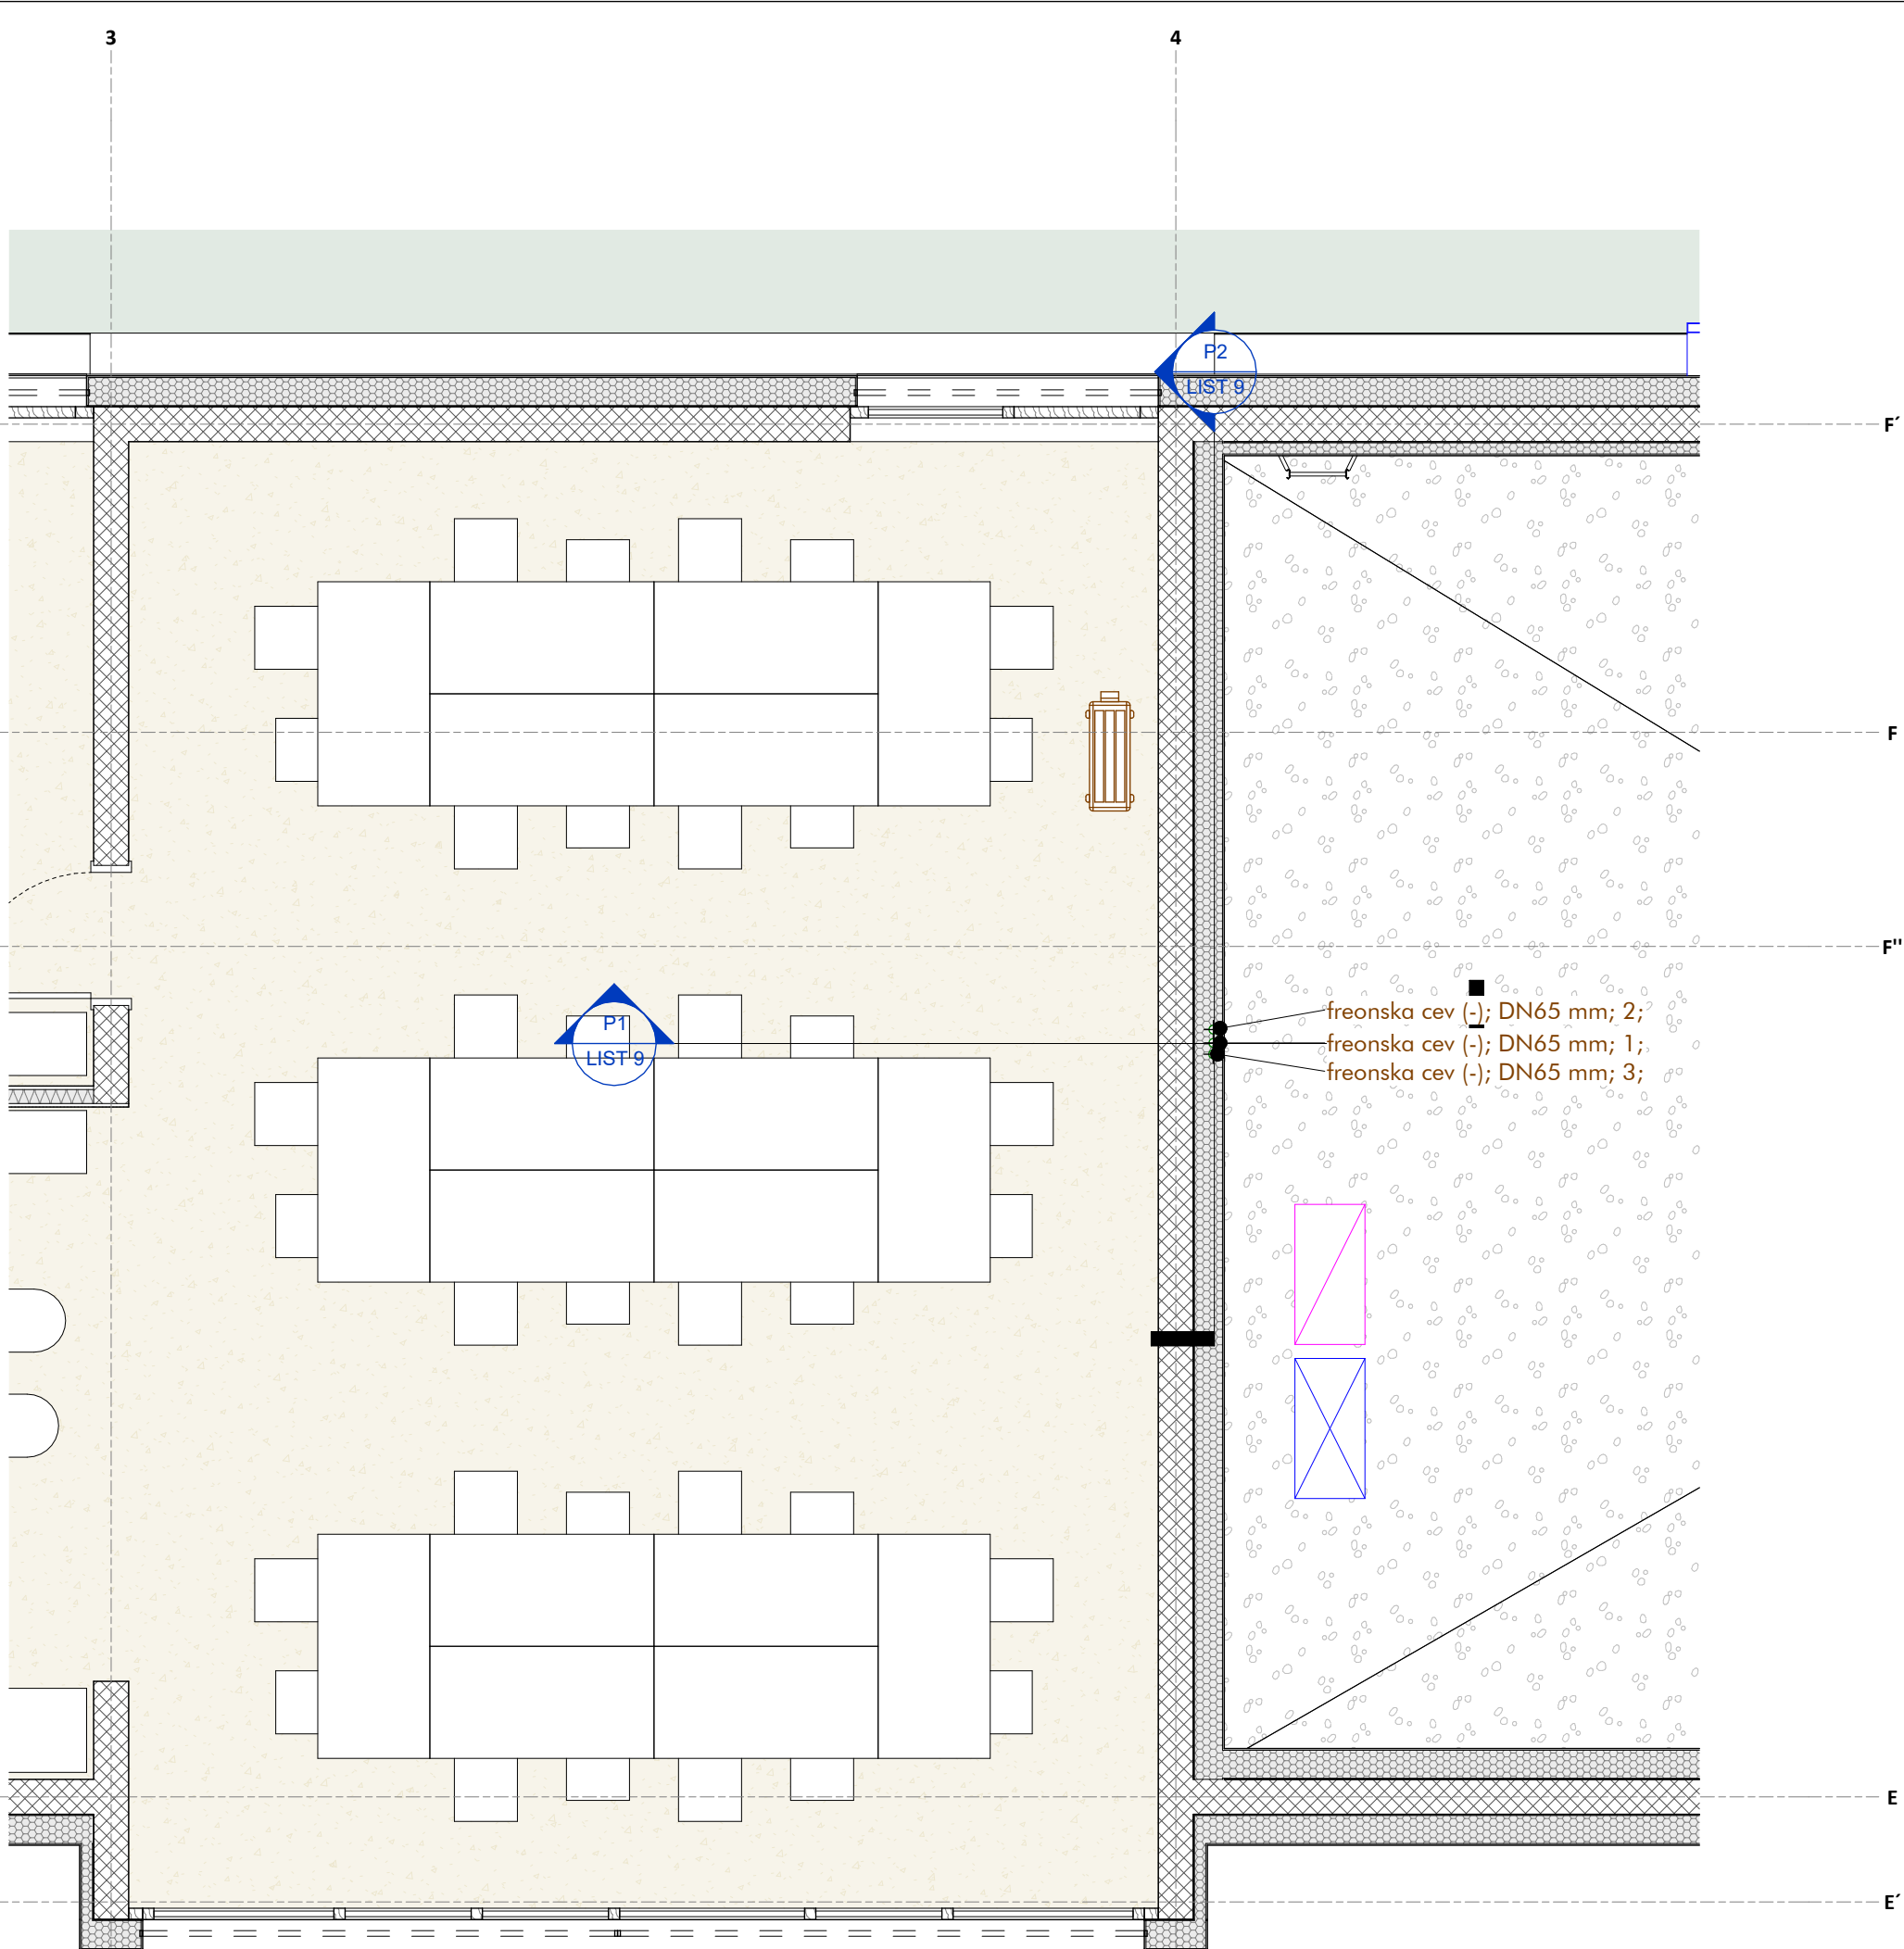 3
4
P2
LIST 9
F´
F
F''
P1
LIST 9
freonska cev (-); DN65 mm; 2;
freonska cev (-); DN65 mm; 1;
freonska cev (-); DN65 mm; 3;
E
E´